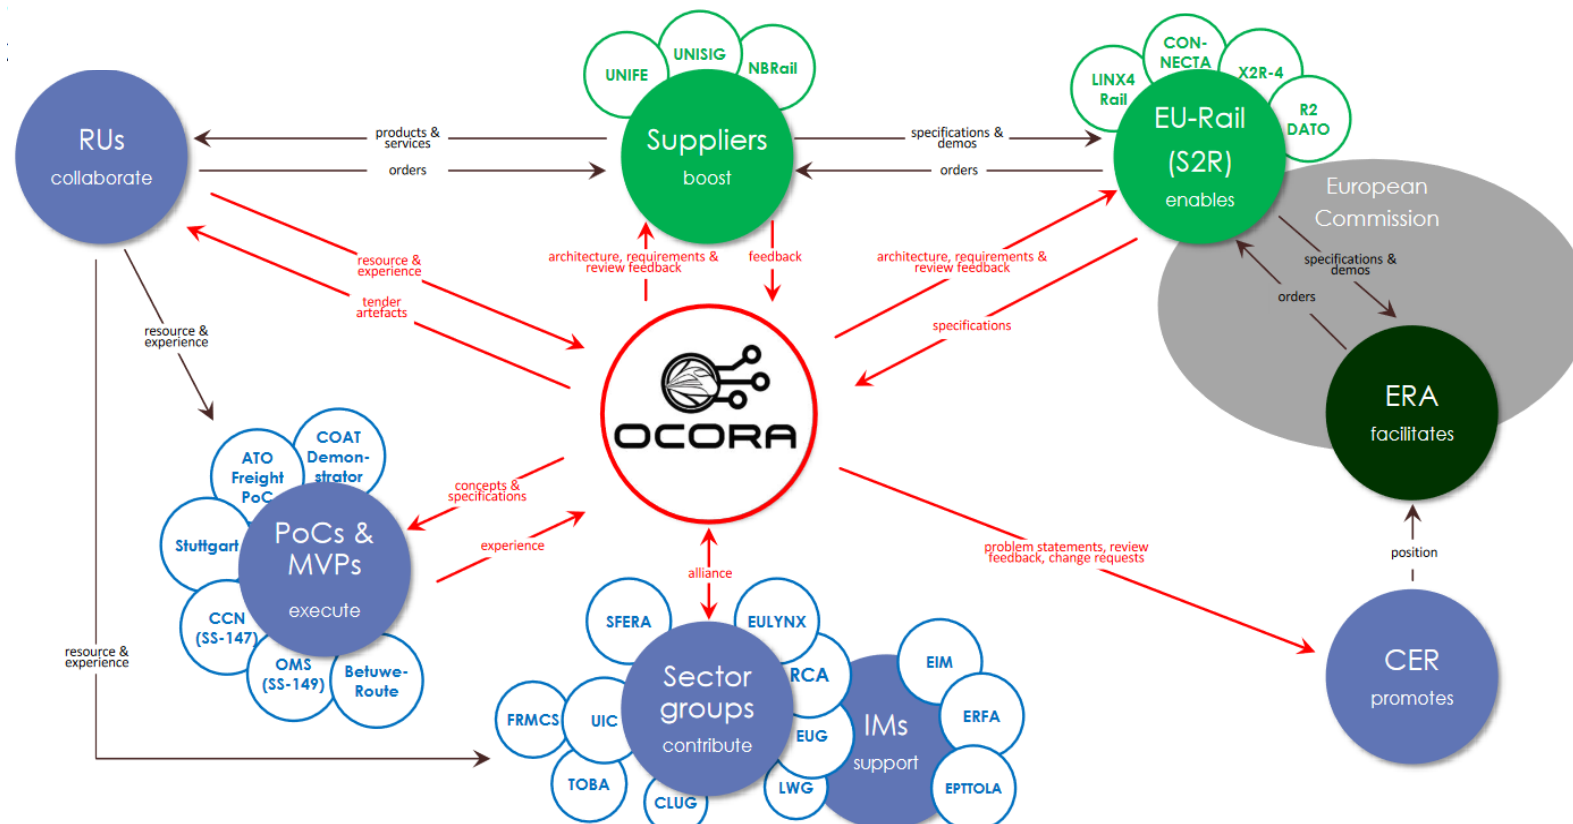 UNIFE
UNISIG
NBRail
Suppliers
boost
LINX4
Rail
CON-
NECTA
X2R-4
R2
DATO
EU-Rail
(S2R)
enables
RUs
collaborate
products &
services
orders
specifications &
demos
orders
European
Commission
specifications &
demos
orders
ERA
facilitates
resource &
experience
tender
artefacts
architecture, requirements &
review feedback
feedback
architecture, requirements &
review feedback
specifications
resource &
experience
OCORA
COAT
Demon-
strator
ATO
Freight
PoC
Stuttgart
CCN
(SS-147)
OMS
(SS-149)
Betuwe-
Route
PoCs &
MVPs
execute
concepts &
specifications
experience
alliance
problem statements, review
feedback, change requests
position
CER
promotes
resource &
experience
SFERA
EULYNX
RCA
EUG
LWG
CLUG
TOBA
UIC
FRMCS
Sector
groups
contribute
IMs
support
EIM
ERFA
EPTTOLA